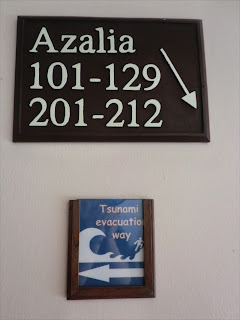 Azalia
101-129
201-212
Tsunami
evacuation
way